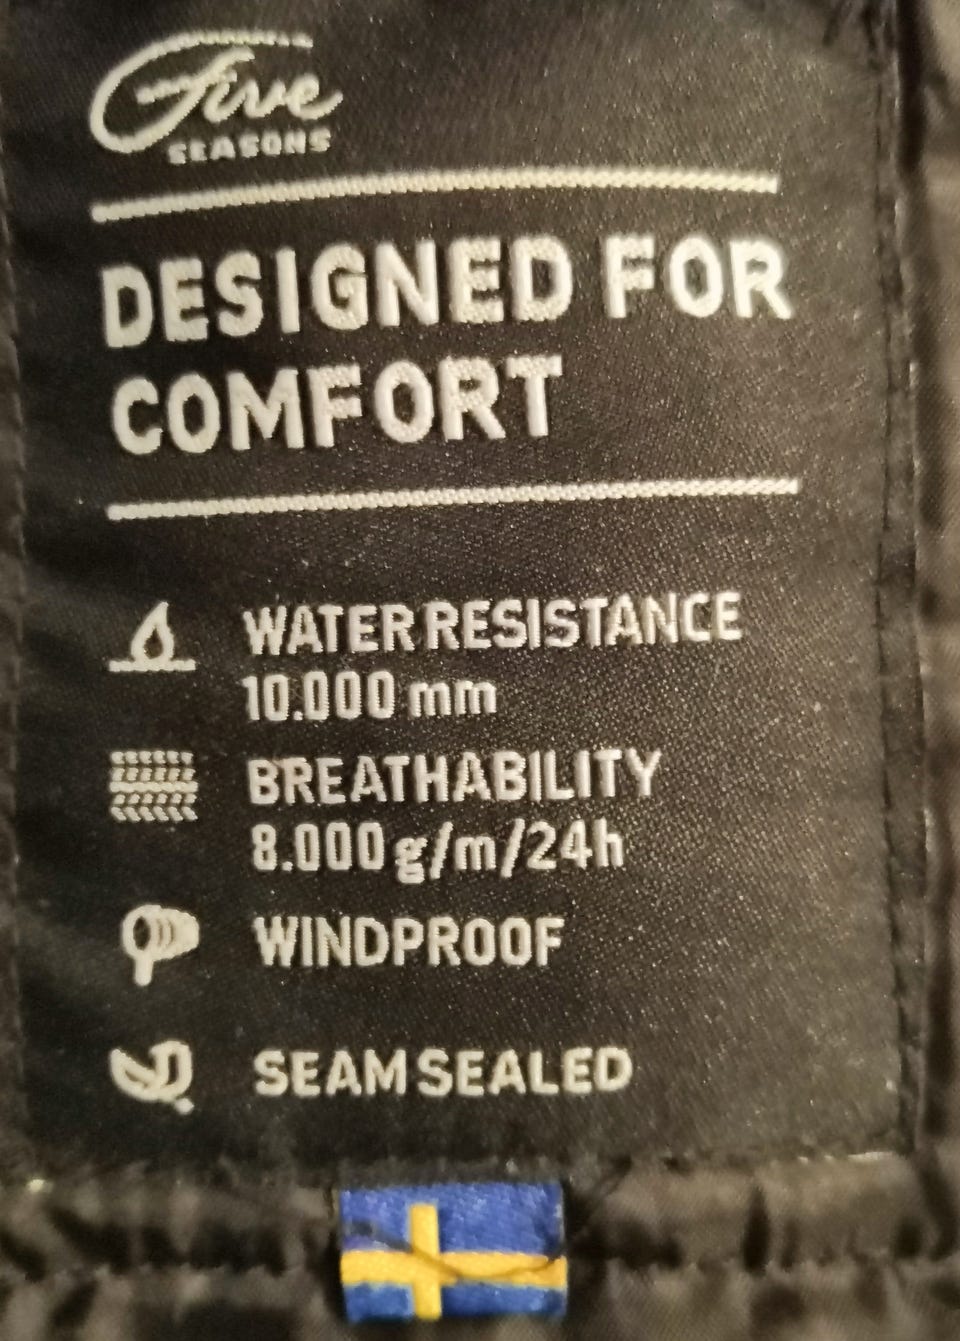 Five
SEASONS
DESIGNED FOR
COMFORT
WATER RESISTANCE
10.000 mm
BREATHABILITY
8.000 g/m/24h
WINDPROOF
SEAM SEALED